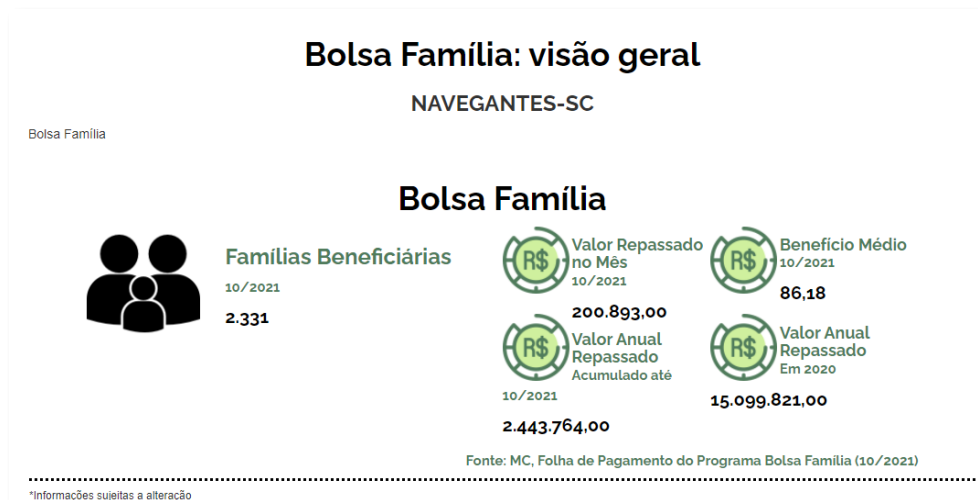 Bolsa Família: visão geral
NAVEGANTES-SC
Bolsa Família
Bolsa Família
Famílias Beneficiárias
10/2021
2.331
R$
Valor Repassado
no Mês
10/2021
200.893,00
R$
Benefício Médio
10/2021
86,18
R$
Valor Anual
Repassado
Acumulado até
10/2021
2.443.764,00
R$
Valor Anual
Repassado
Em 2020
15.099.821,00
Fonte: MC, Folha de Pagamento do Programa Bolsa Família (10/2021)
*Informações sujeitas a alteração